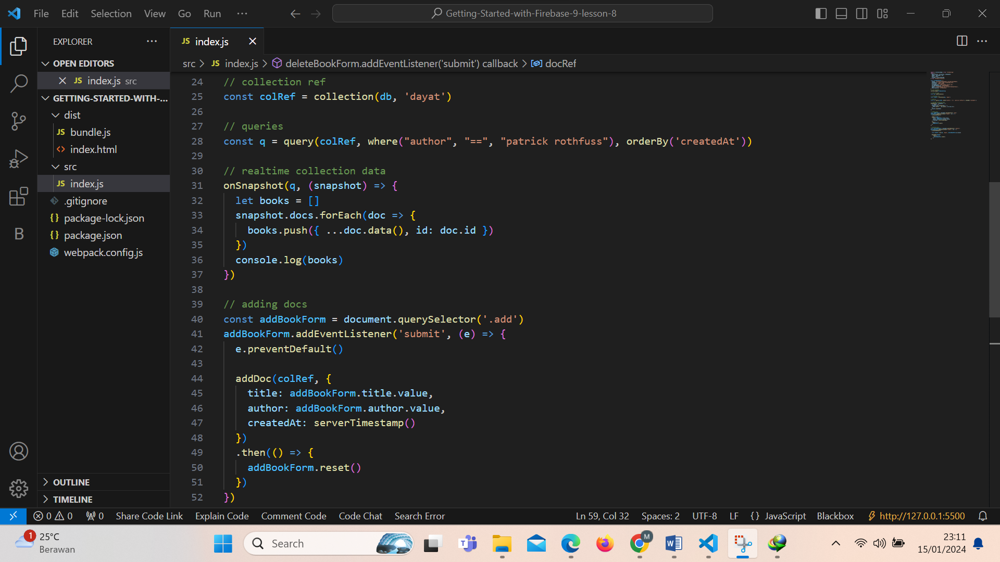 File Edit Selection View Go Run ···
Getting-Started-with-Firebase-9-lesson-8
EXPLORER
OPEN EDITORS
JS index.js src
GETTING-STARTED-WITH-...
dist
JS bundle.js
<> index.html
src
JS index.js
.gitignore
{} package-lock.json
{} package.json
webpack.config.js
OUTLINE
TIMELINE
B
JS index.js
src > JS index.js > deleteBookForm.addEventListener('submit') callback > docRef
24 // collection ref
25 const colRef = collection(db, 'dayat')
26
27 // queries
28 const q = query(colRef, where("author", "==", "patrick rothfuss"), orderBy('createdAt'))
29
30 // realtime collection data
31 onSnapshot(q, (snapshot) => {
32 let books = []
33 snapshot.docs.forEach(doc => {
34 books.push({ ...doc.data(), id: doc.id })
35 })
36 console.log(books)
37 })
38
39 // adding docs
40 const addBookForm = document.querySelector('.add')
41 addBookForm.addEventListener('submit', (e) => {
42 e.preventDefault()
43
44 addDoc(colRef, {
45 title: addBookForm.title.value,
46 author: addBookForm.author.value,
47 createdAt: serverTimestamp()
48 })
49 .then(() => {
50 addBookForm.reset()
51 })
52 })
0 0 0 Share Code Link Explain Code Comment Code Code Chat Search Error Ln 59, Col 32 Spaces: 2 UTF-8 LF {} JavaScript Blackbox http://127.0.0.1:5500
1 25°C
Berawan
Search
T
M
W
23:11
15/01/2024